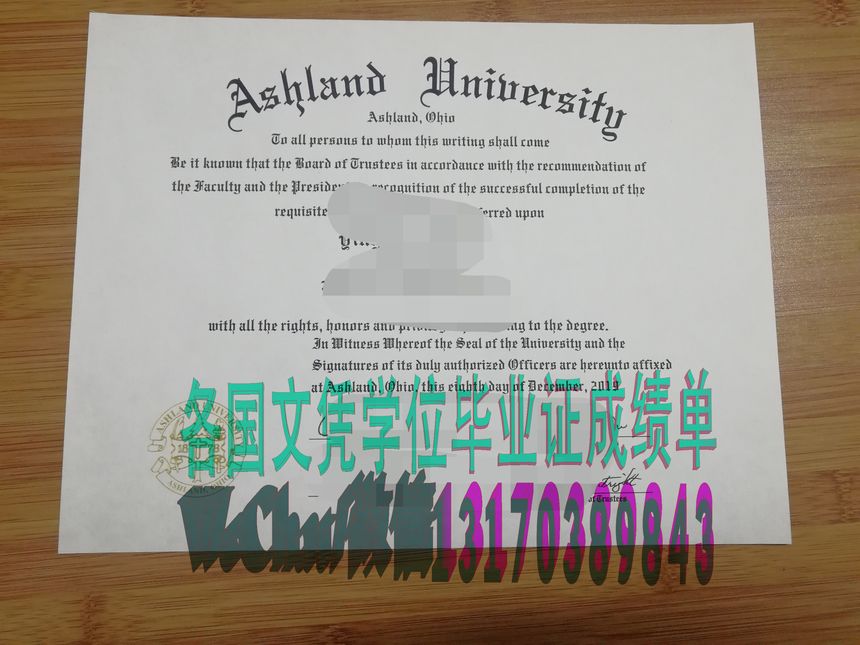 Ashland University
Ashland, Ohio
To all persons to whom this writing shall come
Be it known that the Board of Trustees in accordance with the recommendation of
the Faculty and the recognition of the successful completion of the
requisite upon
with all the rights, honors and to the degree.
In Witness Whereof the Seal of the University and the
Signatures of its duly authorized Officers are hereunto affixed
at Ashland, Ohio, this eighth day of December, 2019
各国文凭学位毕业证成绩单
ASHLAND UNIVERSITY
1878
ASHLAND, OHIO
of Trustees
WeChat/微信13170389843